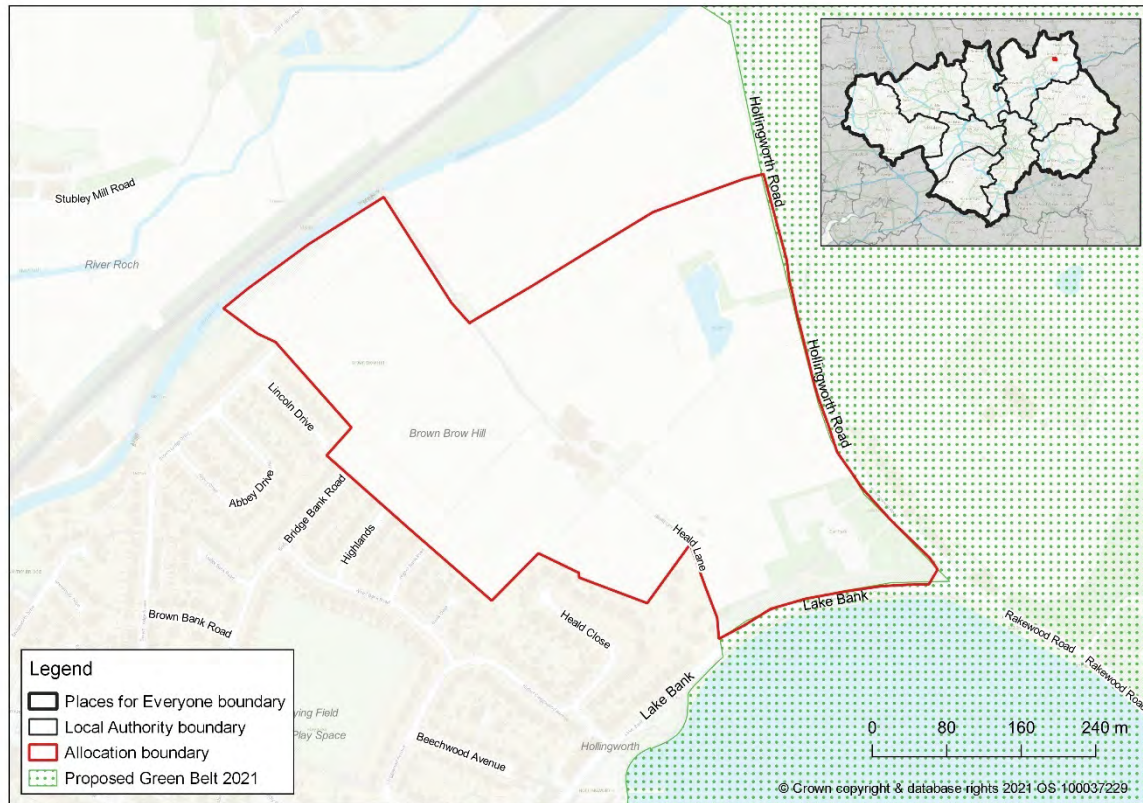 Stubley Mill Road
River Roch
Hollingworth Road
Hollingworth Road
Lincoln Drive
Brown Brow Hill
Abbey Drive
Bridge Bank Road
Highlands
Heald Lane
Brown Bank Road
Heald Close
Lake Bank
Lake Bank
Rakewood Road
Rakewood Road
Beechwood Avenue
Hollingworth
ying Field
Play Space
Legend
Places for Everyone boundary
Local Authority boundary
Allocation boundary
Proposed Green Belt 2021
0 80 160 240 m
© Crown copyright & database rights 2021 OS 100037229